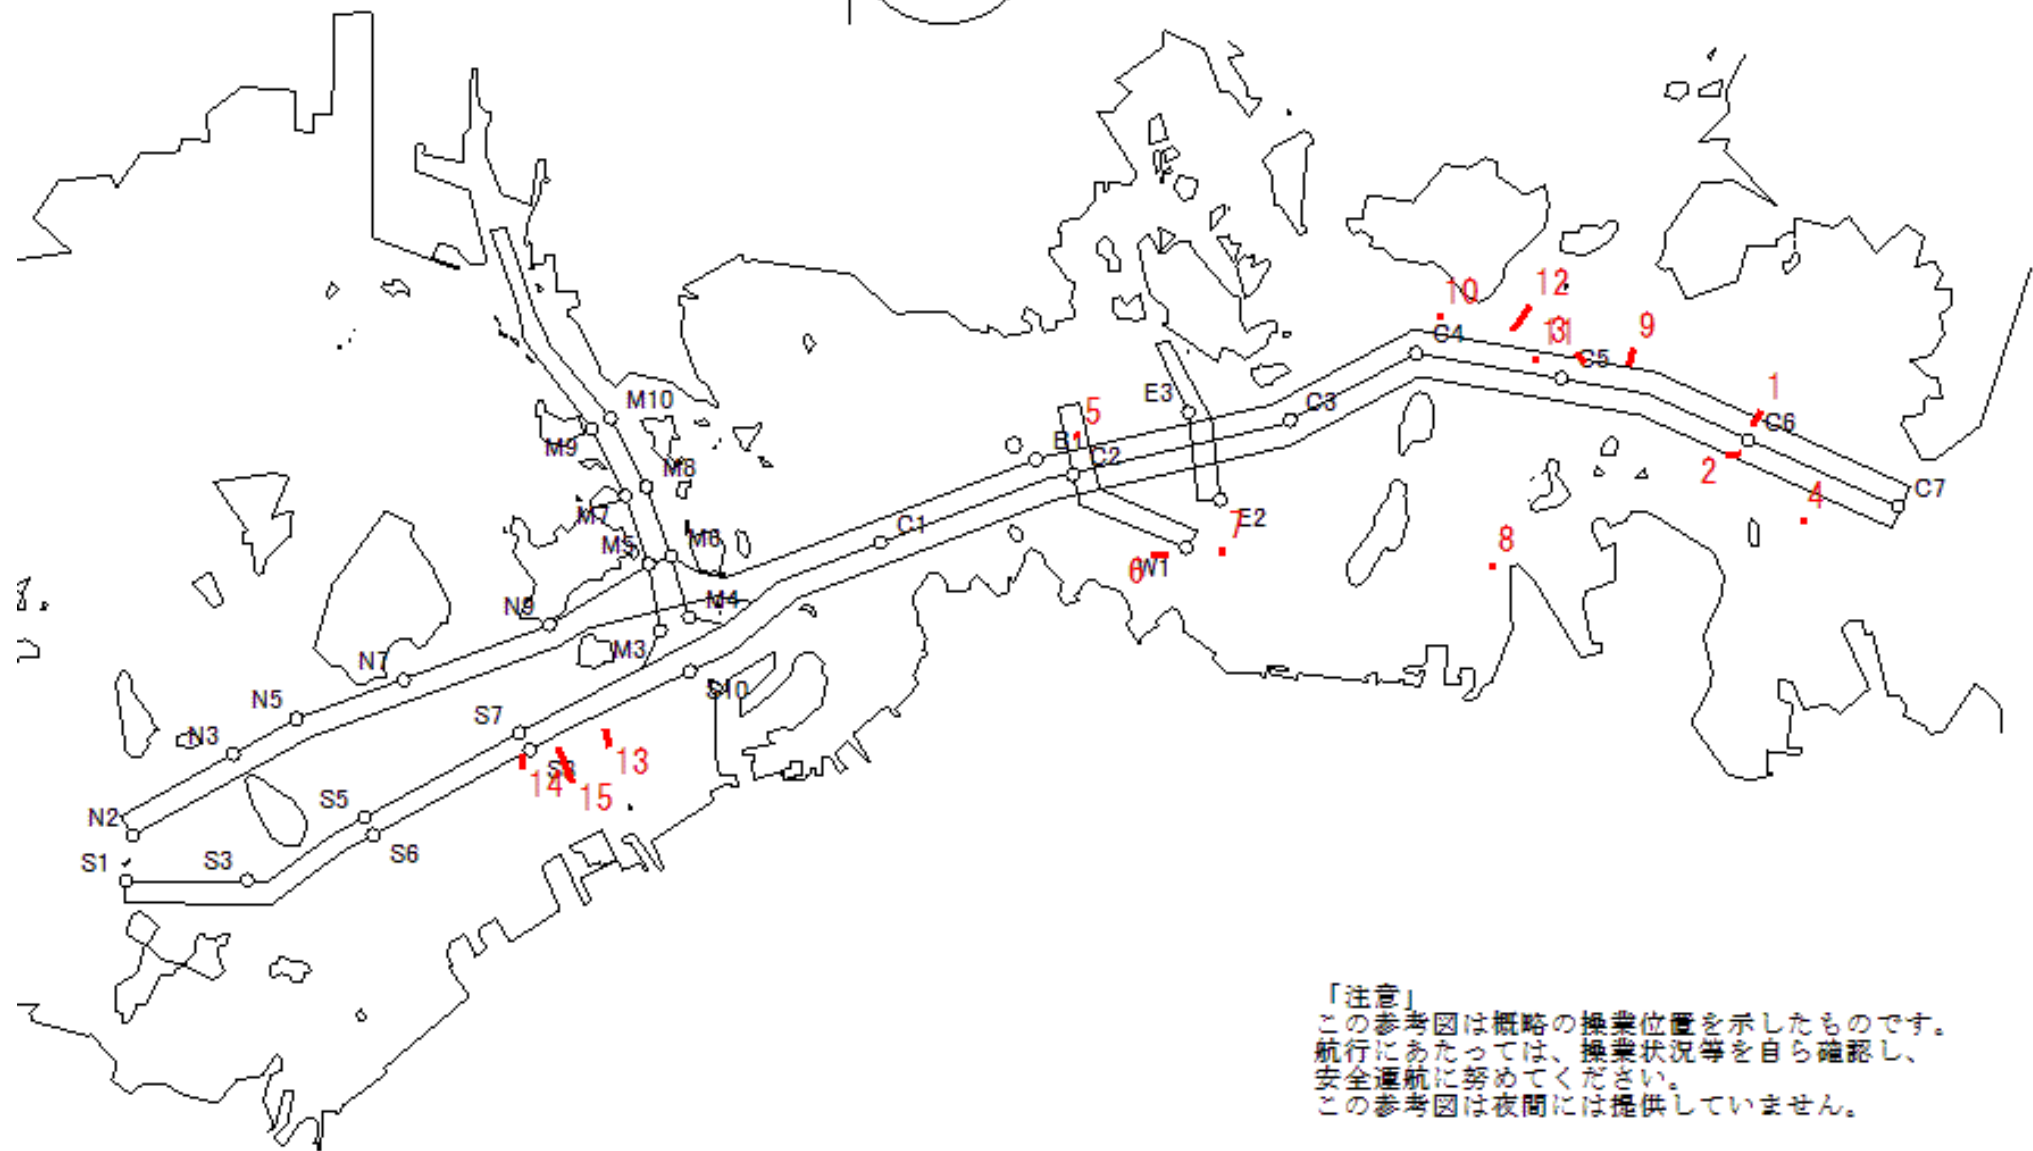 10
12
C4
3
11
C5
9
1
C6
E3
C3
5
B1
C2
M10
M9
M8
2
4
C7
M7
C1
E2
7
M5
M6
8
6
W1
N9
M4
M3
N7
S10
N5
S7
N3
13
S8
14
15
S5
N2
S6
S1
S3
「注意」
この参考図は概略の操業位置を示したものです。
航行にあたっては、操業状況等を自ら確認し、
安全運航に努めてください。
この参考図は夜間には提供していません。